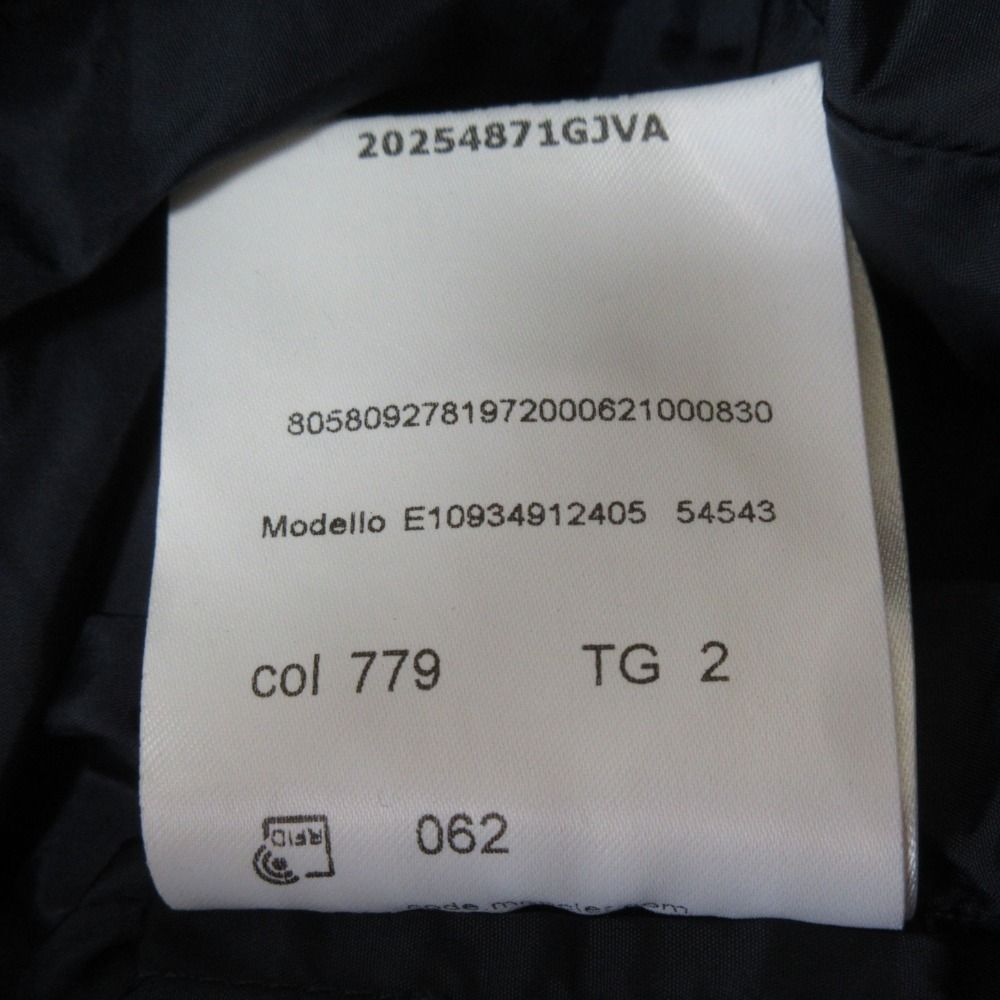 20254871GJVA
8058092781972000621000830
Modello E10934912405 54543
col 779 TG 2
RFID 062